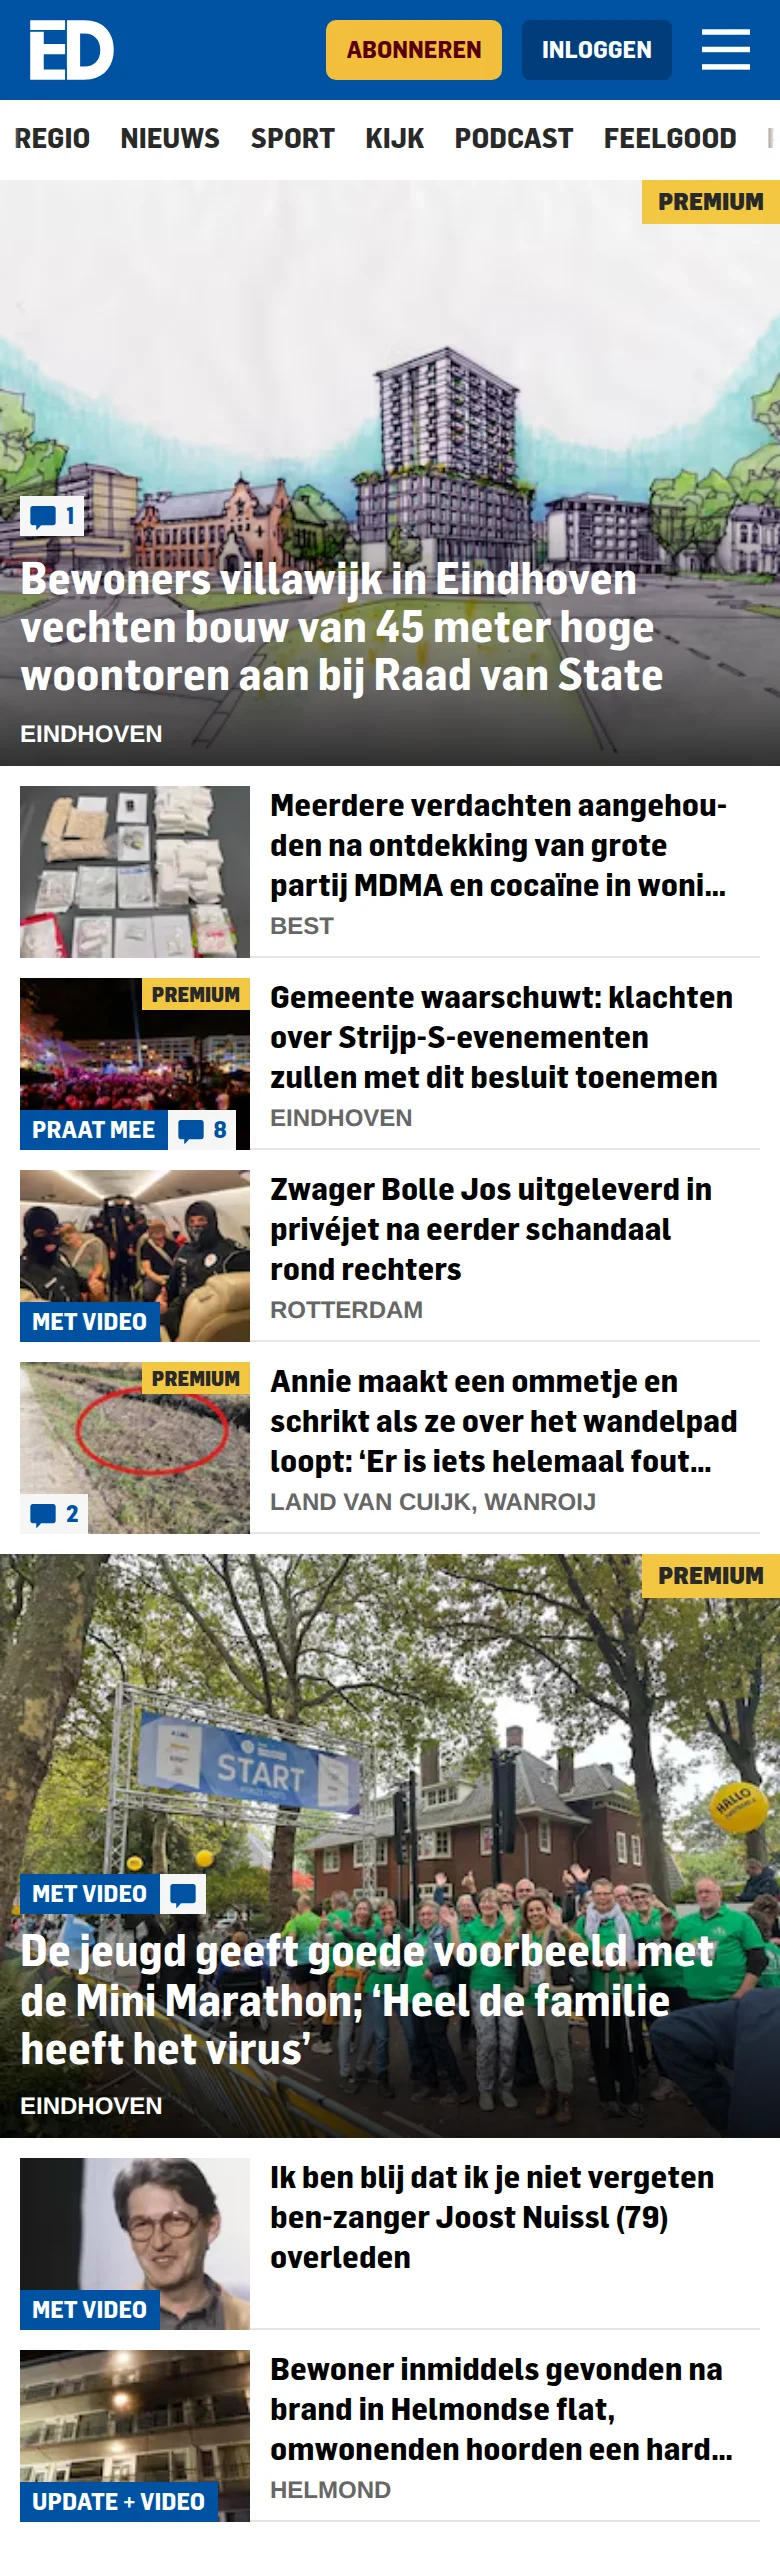 ED
ABONNEREN
INLOGGEN
REGIO NIEUWS SPORT KIJK PODCAST FEELGOOD
PREMIUM
1
Bewoners villawijk in Eindhoven
vechten bouw van 45 meter hoge
woontoren aan bij Raad van State
EINDHOVEN
Meerdere verdachten aangehou-
den na ontdekking van grote
partij MDMA en cocaïne in woni...
BEST
PREMIUM
PRAAT MEE
8
Gemeente waarschuwt: klachten
over Strijp-S-evenementen
zullen met dit besluit toenemen
EINDHOVEN
MET VIDEO
Zwager Bolle Jos uitgeleverd in
privéjet na eerder schandaal
rond rechters
ROTTERDAM
PREMIUM
2
Annie maakt een ommetje en
schrikt als ze over het wandelpad
loopt: ‘Er is iets helemaal fout...
LAND VAN CUIJK, WANROIJ
PREMIUM
START
HALLO
MET VIDEO
De jeugd geeft goede voorbeeld met
de Mini Marathon; ‘Heel de familie
heeft het virus’
EINDHOVEN
MET VIDEO
Ik ben blij dat ik je niet vergeten
ben-zanger Joost Nuissl (79)
overleden
UPDATE + VIDEO
Bewoner inmiddels gevonden na
brand in Helmondse flat,
omwonenden hoorden een hard...
HELMOND